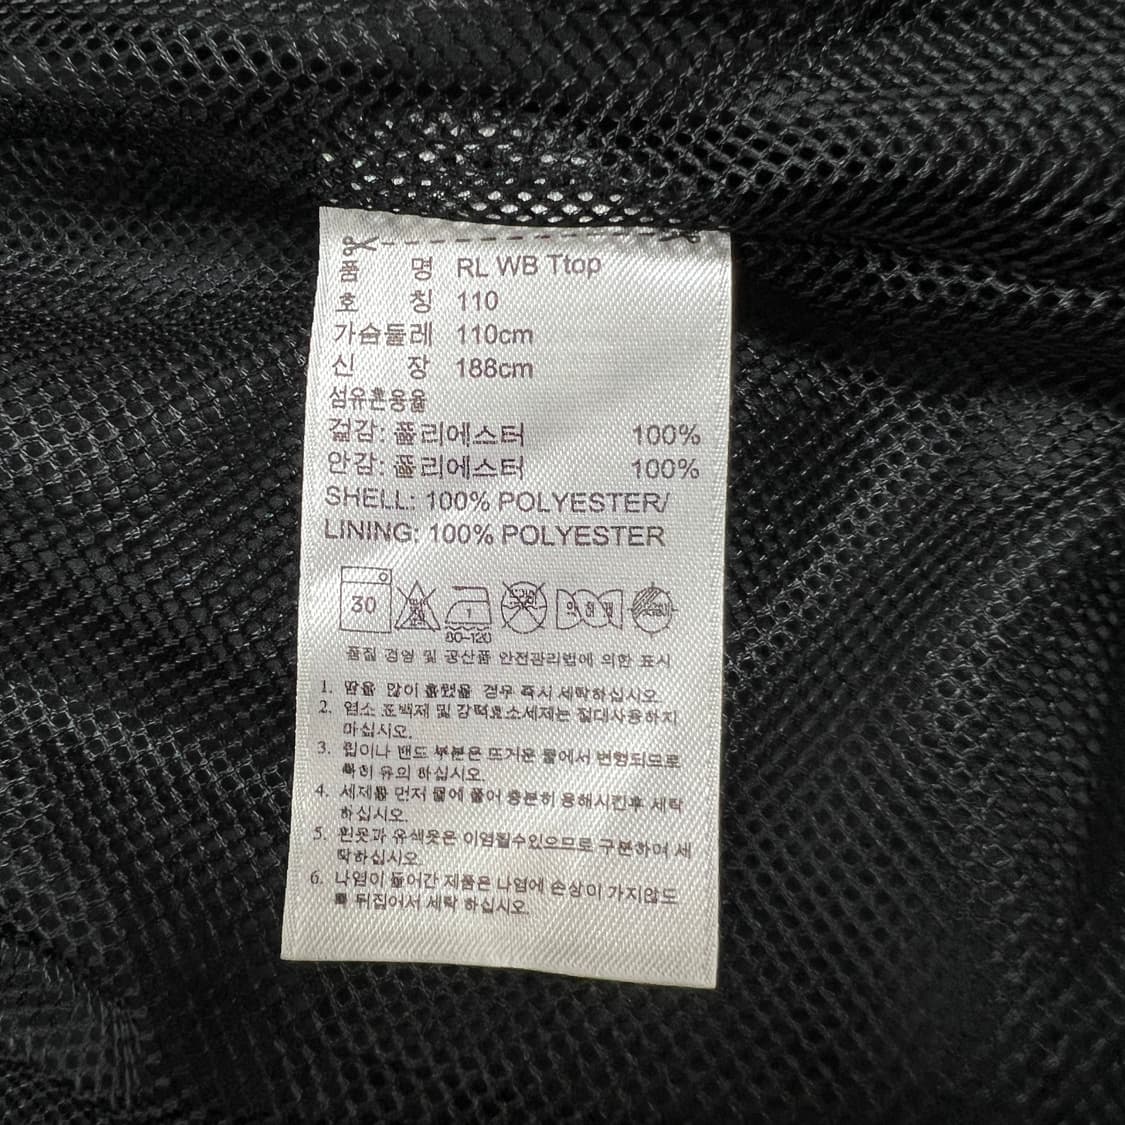 품 명 RL WB Ttop
호 칭 110
가슴둘레 110cm
신 장 188cm
섬유혼용율
겉감: 폴리에스터 100%
안감: 폴리에스터 100%
SHELL: 100% POLYESTER/
LINING: 100% POLYESTER
30
80-120
품질 경영 및 공산품 안전관리법에 의한 표시
1. 땀을 많이 흘렸을 경우 즉시 세탁하십시오.
2. 염소 표백제 및 강력효소세제는 절대사용하지
마십시오.
3. 립이나 밴드 부분은 뜨거운 물에서 변형되므로
특히 유의 하십시오.
4. 세제를 먼저 물에 풀어 충분히 용해시킨후 세탁
하십시오.
5. 흰옷과 유색옷은 이염될수있으므로 구분하여 세
탁하십시오.
6. 나염이 들어간 제품은 나염에 손상이 가지않도
록 뒤집어서 세탁 하십시오.